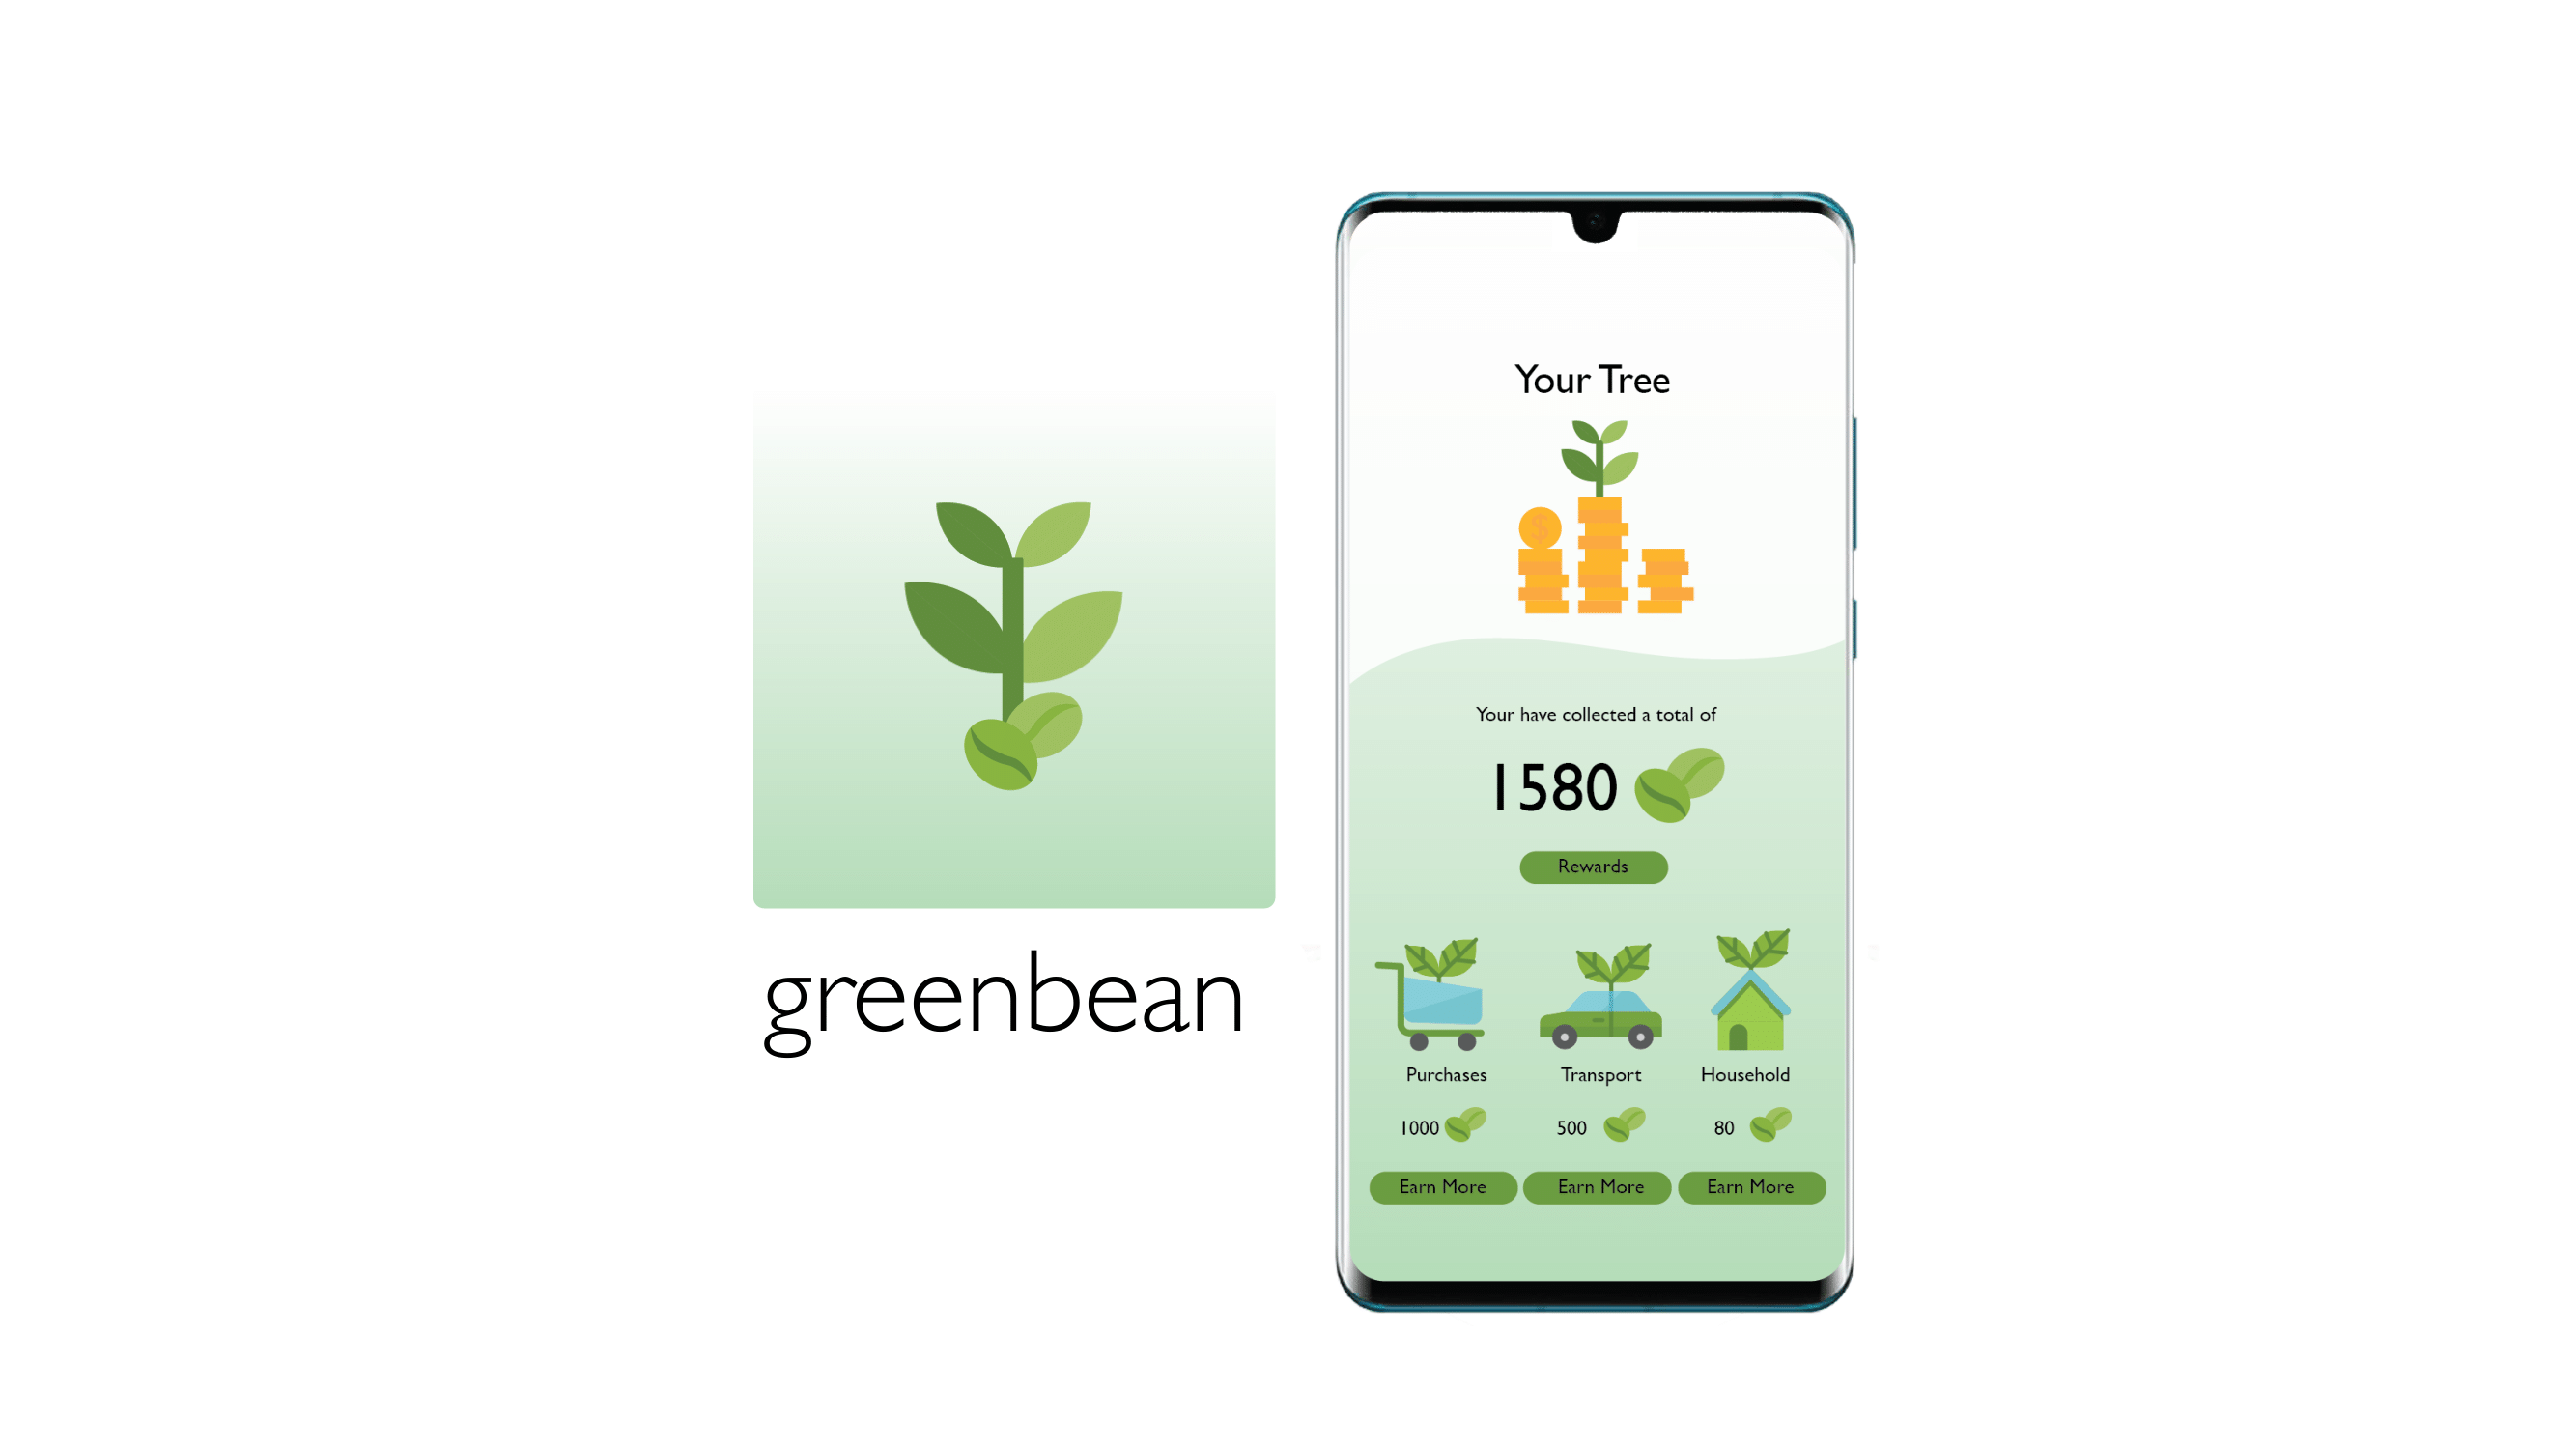 greenbean
Your Tree
$
Your have collected a total of
1580
Rewards
Purchases Transport Household
1000 500 80
Earn More Earn More Earn More